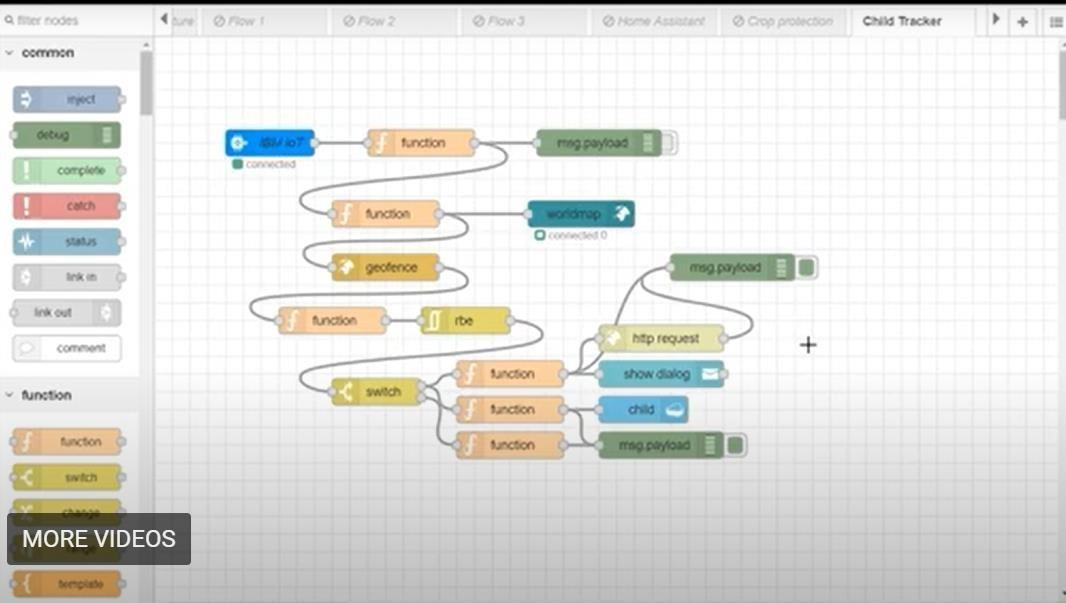 filter nodes
ture
Flow 1
Flow 2
Flow 3
Home Assistant
Crop protection
Child Tracker
common
inject
debug
complete
catch
status
link in
link out
comment
function
function
switch
change
template
MORE VIDEOS
IBM IoT
connected
function
msg.payload
function
worldmap
connected 0
geofence
msg.payload
function
rbe
http request
switch
function
show dialog
function
child
function
msg.payload